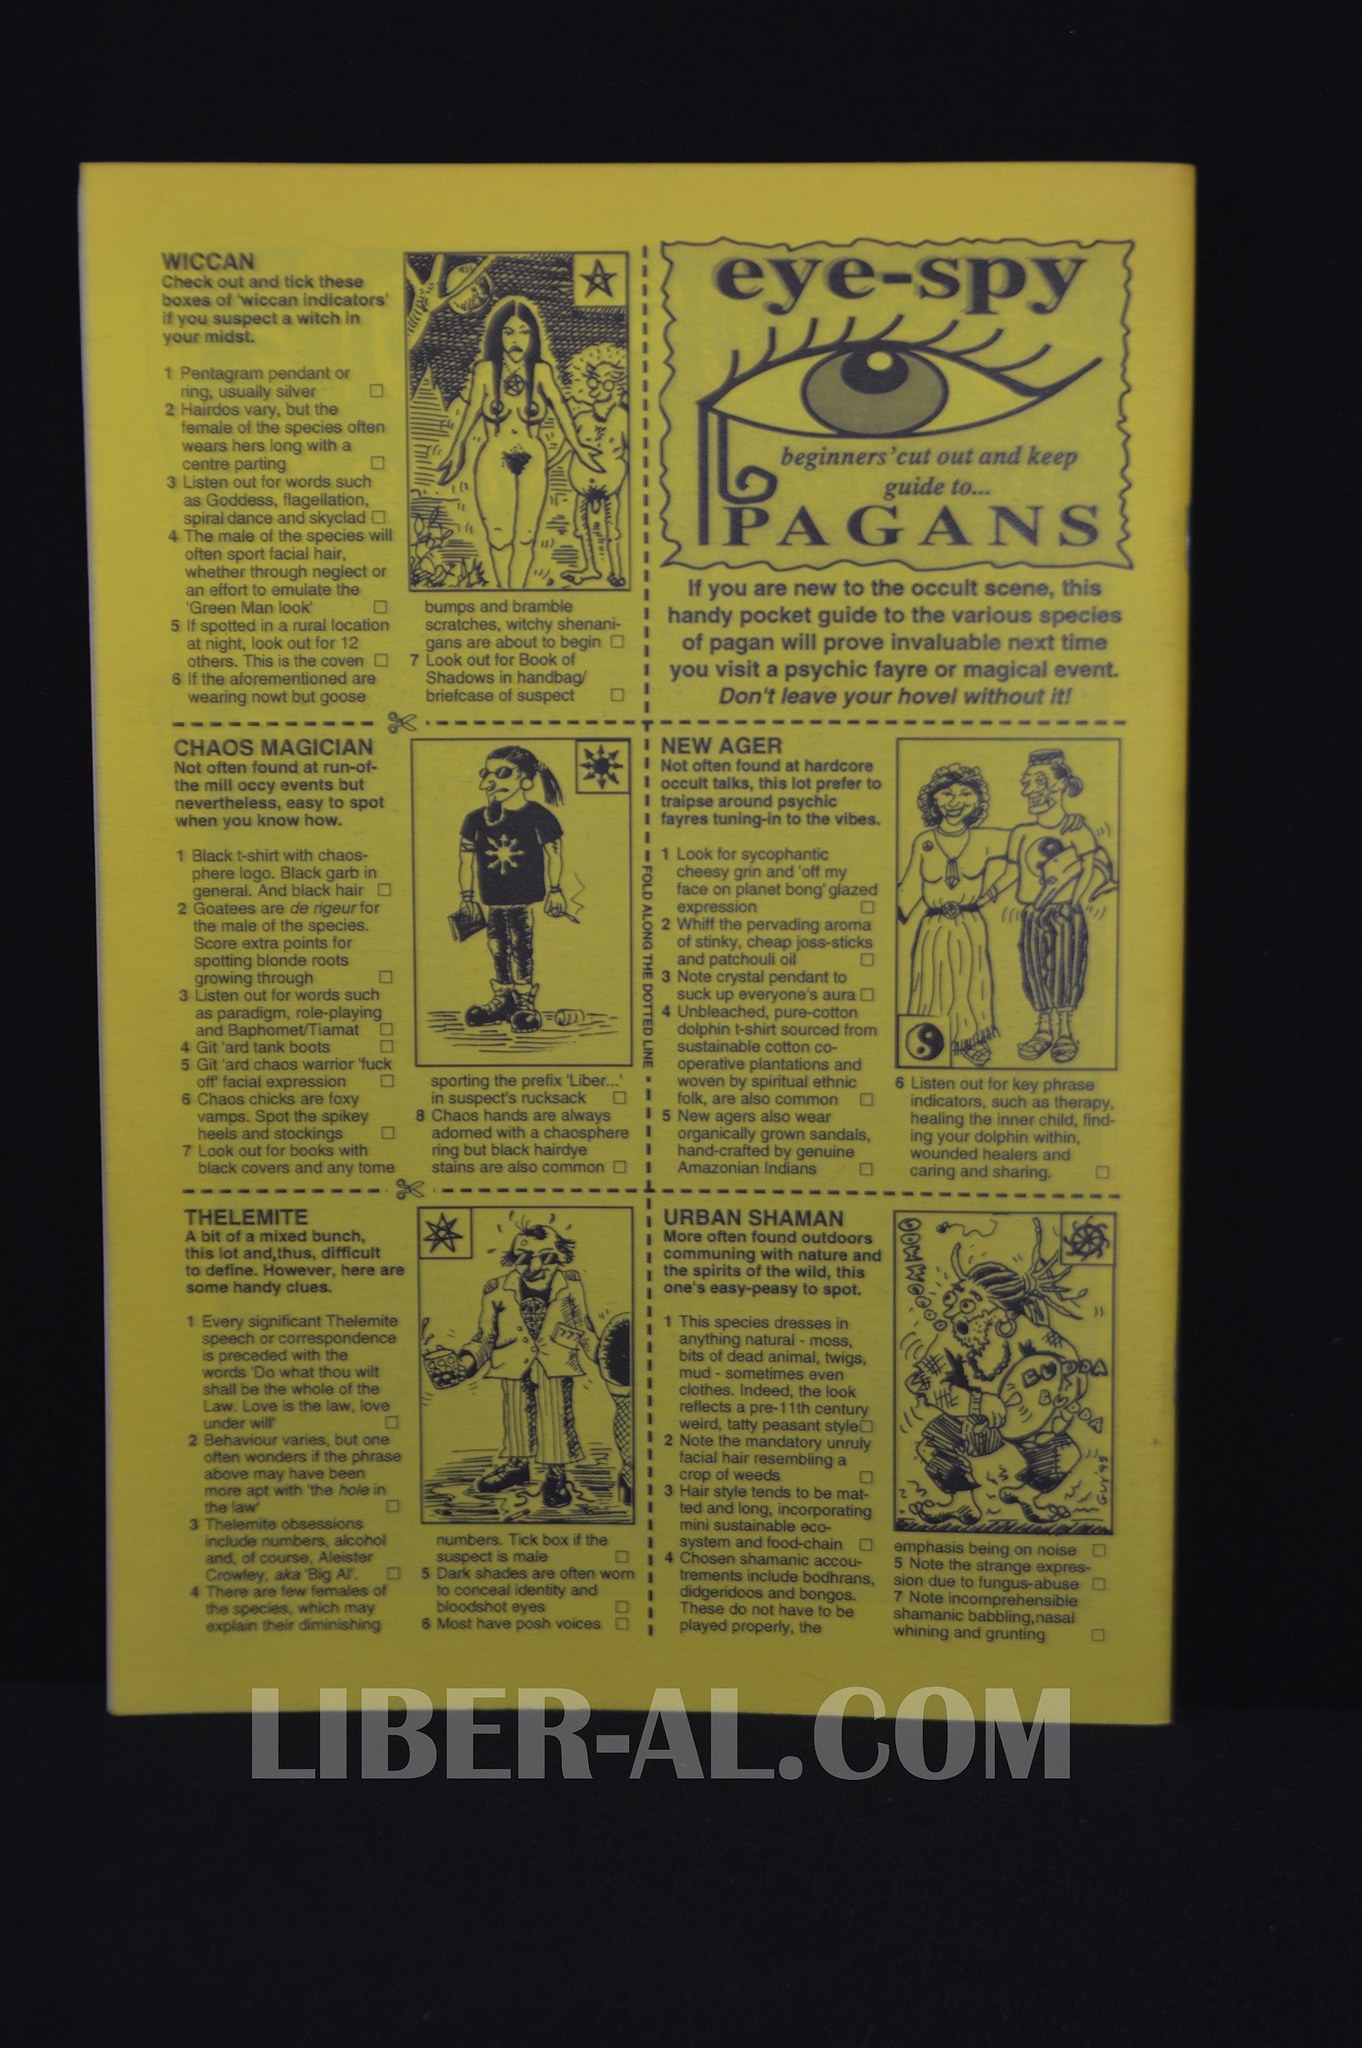 WICCAN
Check out and tick these
boxes of 'wiccan indicators'
if you suspect a witch in
your midst.
1 Pentagram pendant or
ring, usually silver
2 Hairdos vary, but the
female of the species often
wears hers long with a
centre parting
3 Listen out for words such
as Goddess, flagellation,
spiral dance and skyclad
4 The male of the species will
often sport facial hair,
whether through neglect or
an effort to emulate the
'Green Man look'
5 If spotted in a rural location
at night, look out for 12
others. This is the coven
6 If the aforementioned are
wearing nowt but goose
bumps and bramble
scratches, witchy shenani-
gans are about to begin
7 Look out for Book of
Shadows in handbag/
briefcase of suspect
eye-spy
beginners' cut out and keep
guide to...
PAGANS
If you are new to the occult scene, this
handy pocket guide to the various species
of pagan will prove invaluable next time
you visit a psychic fayre or magical event.
Don't leave your hovel without it!
CHAOS MAGICIAN
Not often found at run-of-
the mill occy events but
nevertheless, easy to spot
when you know how.
1 Black t-shirt with chaos-
phere logo. Black garb in
general. And black hair
2 Goatees are de rigeur for
the male of the species.
Score extra points for
spotting blonde roots
growing through
3 Listen out for words such
as paradigm, role-playing
and Baphomet/Tiamat
4 Git 'ard tank boots
5 Git 'ard chaos warrior 'fuck
off' facial expression
6 Chaos chicks are foxy
vamps. Spot the spikey
heels and stockings
7 Look out for books with
black covers and any tome
sporting the prefix 'Liber...'
in suspect's rucksack
8 Chaos hands are always
adorned with a chaosphere
ring but black hairdye
stains are also common
FOLD ALONG THE DOTTED LINE
NEW AGER
Not often found at hardcore
occult talks, this lot prefer to
traipse around psychic
fayres tuning-in to the vibes.
1 Look for sycophantic
cheesy grin and 'off my
face on planet bong' glazed
expression
2 Whiff the pervading aroma
of stinky, cheap joss-sticks
and patchouli oil
3 Note crystal pendant to
suck up everyone's aura
4 Unbleached, pure-cotton
dolphin t-shirt sourced from
sustainable cotton co-
operative plantations and
woven by spiritual ethnic
folk, are also common
5 New agers also wear
organically grown sandals,
hand-crafted by genuine
Amazonian Indians
6 Listen out for key phrase
indicators, such as therapy,
healing the inner child, find-
ing your dolphin within,
wounded healers and
caring and sharing.
THELEMITE
A bit of a mixed bunch,
this lot and,thus, difficult
to define. However, here are
some handy clues.
1 Every significant Thelemite
speech or correspondence
is preceded with the
words 'Do what thou wilt
shall be the whole of the
Law. Love is the law, love
under will'
2 Behaviour varies, but one
often wonders if the phrase
above may have been
more apt with 'the hole in
the law'
3 Thelemite obsessions
include numbers, alcohol
and, of course, Aleister
Crowley, aka 'Big Al'.
4 There are few females of
the species, which may
explain their diminishing
numbers. Tick box if the
suspect is male
5 Dark shades are often worn
to conceal identity and
bloodshot eyes
6 Most have posh voices
URBAN SHAMAN
More often found outdoors
communing with nature and
the spirits of the wild, this
one's easy-peasy to spot.
1 This species dresses in
anything natural - moss,
bits of dead animal, twigs,
mud - sometimes even
clothes. Indeed, the look
reflects a pre-11th century
weird, tatty peasant style
2 Note the mandatory unruly
facial hair resembling a
crop of weeds
3 Hair style tends to be mat-
ted and long, incorporating
mini sustainable eco-
system and food-chain
4 Chosen shamanic accou-
trements include bodhrans,
didgeridoos and bongos.
These do not have to be
played properly, the
emphasis being on noise
5 Note the strange expres-
sion due to fungus-abuse
7 Note incomprehensible
shamanic babbling,nasal
whining and grunting
BUDDA
BUDDA
GUY '95
LIBER-AL.COM